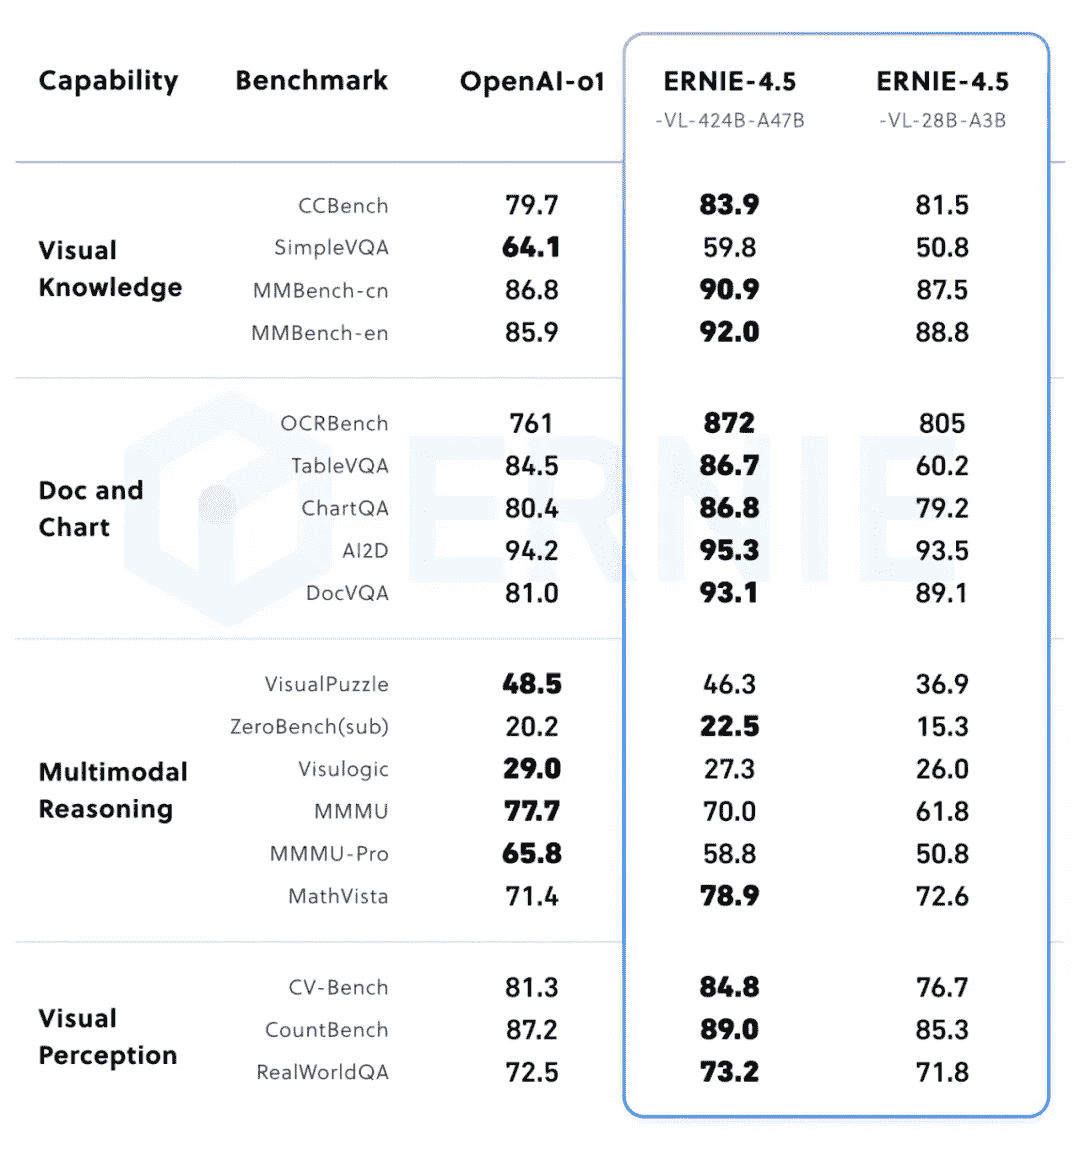 Capability Benchmark OpenAI-o1 ERNIE-4.5 ERNIE-4.5
-VL-424B-A47B -VL-28B-A3B
Visual
Knowledge
CCBench 79.7 83.9 81.5
SimpleVQA 64.1 59.8 50.8
MMBench-cn 86.8 90.9 87.5
MMBench-en 85.9 92.0 88.8
Doc and
Chart
OCRBench 761 872 805
TableVQA 84.5 86.7 60.2
ChartQA 80.4 86.8 79.2
AI2D 94.2 95.3 93.5
DocVQA 81.0 93.1 89.1
Multimodal
Reasoning
VisualPuzzle 48.5 46.3 36.9
ZeroBench(sub) 20.2 22.5 15.3
Visulogic 29.0 27.3 26.0
MMMU 77.7 70.0 61.8
MMMU-Pro 65.8 58.8 50.8
MathVista 71.4 78.9 72.6
Visual
Perception
CV-Bench 81.3 84.8 76.7
CountBench 87.2 89.0 85.3
RealWorldQA 72.5 73.2 71.8
ERNIE